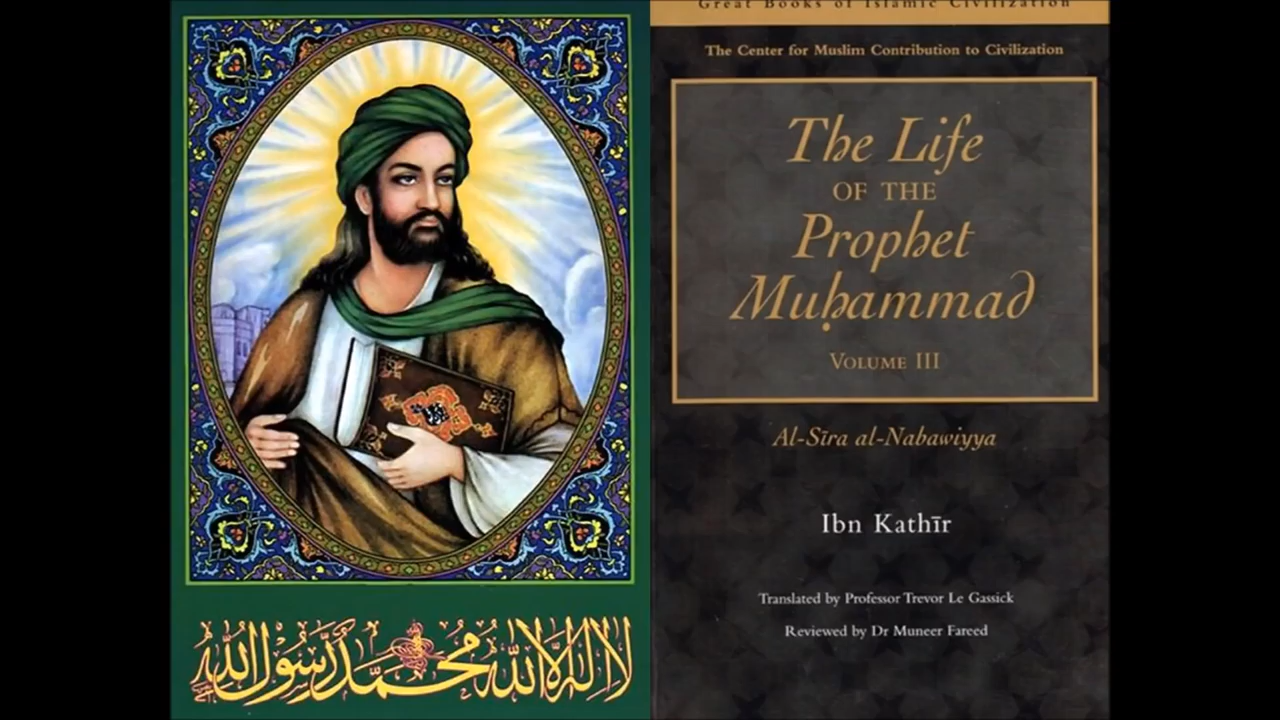 لا اله الا الله محمد رسول الله
Great Books of Islamic Civilization
The Center for Muslim Contribution to Civilization
The Life
OF THE
Prophet
Muḥammad
VOLUME III
Al-Sīra al-Nabawiyya
Ibn Kathīr
Translated by Professor Trevor Le Gassick
Reviewed by Dr Muneer Fareed